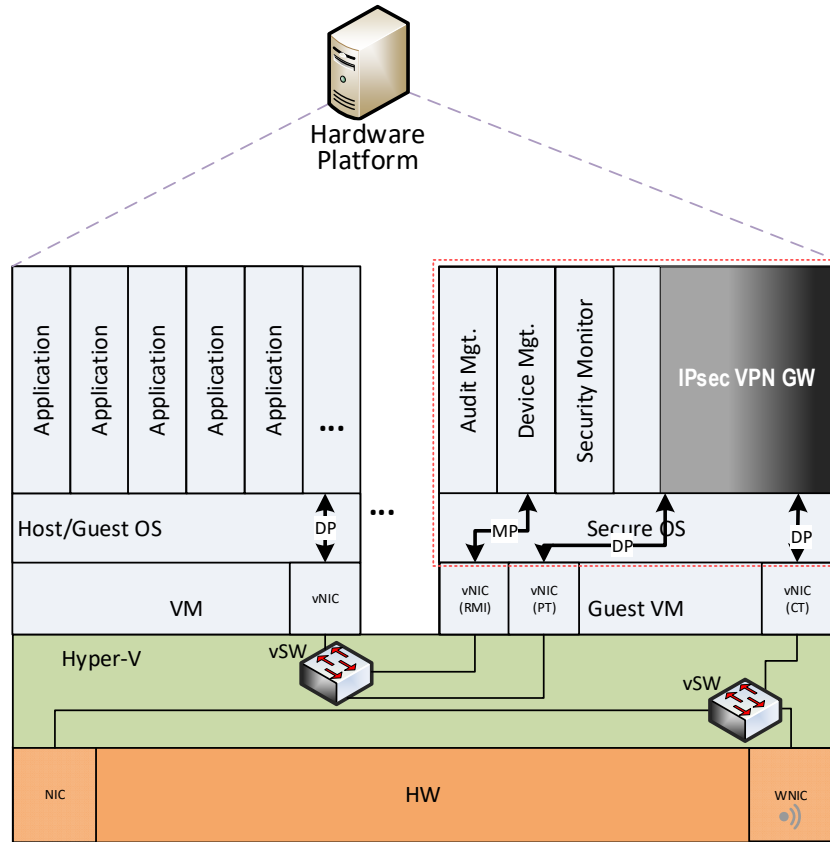 Hardware
Platform
Application
Application
Application
Application
Application
...
...
Audit Mgt.
Device Mgt.
Security Monitor
IPsec VPN GW
Host/Guest OS
DP
MP
DP
Secure OS
DP
VM
vNIC
vNIC
(RMI)
vNIC
(PT)
Guest VM
vNIC
(CT)
Hyper-V
vSW
vSW
NIC
HW
WNIC